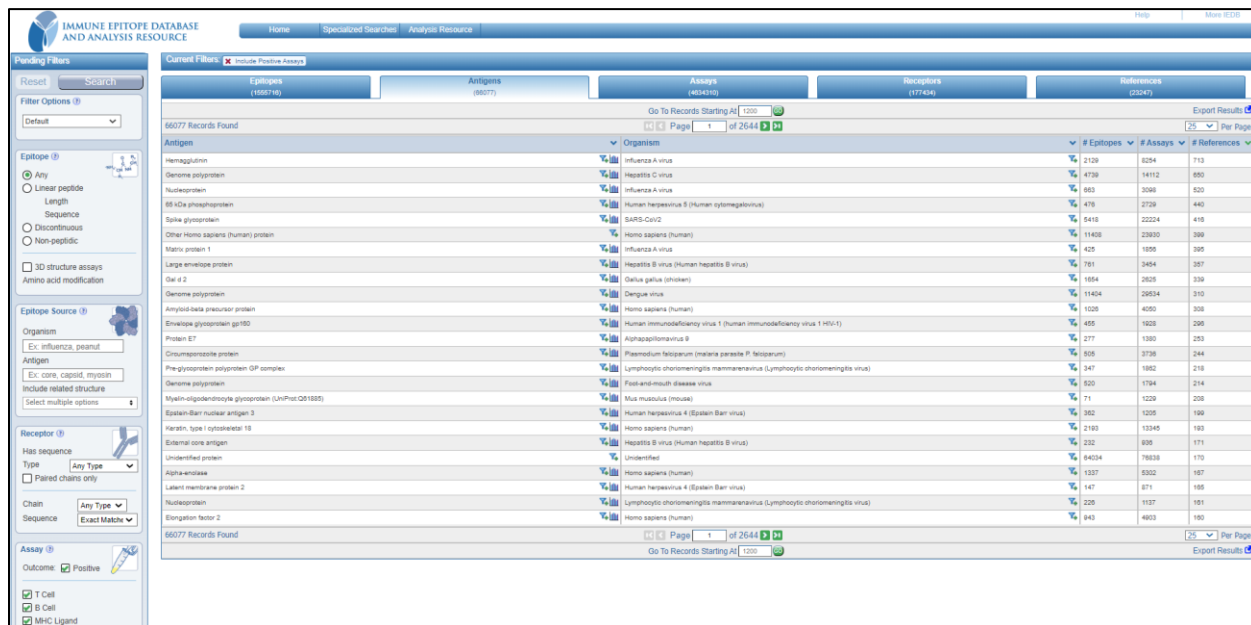 Help More IEDB
IMMUNE EPITOPE DATABASE
AND ANALYSIS RESOURCE
Home Specialized Searches Analysis Resource
Pending Filters
Reset Search
Filter Options
Default
Epitope
Any
Linear peptide
Length
Sequence
Discontinuous
Non-peptidic
3D structure assays
Amino acid modification
Epitope Source
Organism
Ex: influenza, peanut
Antigen
Ex: core, capsid, myosin
Include related structure
Select multiple options
Receptor
Has sequence
Type Any Type
Paired chains only
Chain Any Type
Sequence Exact Matche
Assay
Outcome: Positive
T Cell
B Cell
MHC Ligand
Current Filters: Include Positive Assays
Epitopes Antigens Assays Receptors References
(1555716) (66077) (4634310) (177434) (23247)
Go To Records Starting At 1200 GO Export Results
66077 Records Found Page 1 of 2644 25 Per Page
Antigen Organism # Epitopes # Assays # References
Hemagglutinin Influenza A virus 2129 8254 713
Genome polyprotein Hepatitis C virus 4739 14112 650
Nucleoprotein Influenza A virus 663 3098 520
65 kDa phosphoprotein Human herpesvirus 5 (Human cytomegalovirus) 476 2729 440
Spike glycoprotein SARS-CoV2 5418 22224 416
Other Homo sapiens (human) protein Homo sapiens (human) 11408 23930 399
Matrix protein 1 Influenza A virus 425 1856 395
Large envelope protein Hepatitis B virus (Human hepatitis B virus) 761 3454 357
Gal d 2 Gallus gallus (chicken) 1654 2625 339
Genome polyprotein Dengue virus 11404 29534 310
Amyloid-beta precursor protein Homo sapiens (human) 1026 4050 308
Envelope glycoprotein gp160 Human immunodeficiency virus 1 (human immunodeficiency virus 1 HIV-1) 455 1928 296
Protein E7 Alphapapillomavirus 9 277 1380 253
Circumsporozoite protein Plasmodium falciparum (malaria parasite P. falciparum) 505 3736 244
Pre-glycoprotein polyprotein GP complex Lymphocytic choriomeningitis mammarenavirus (Lymphocytic choriomeningitis virus) 347 1962 218
Genome polyprotein Foot-and-mouth disease virus 520 1794 214
Myelin-oligodendrocyte glycoprotein (UniProt:Q61885) Mus musculus (mouse) 71 1229 208
Epstein-Barr nuclear antigen 3 Human herpesvirus 4 (Epstein Barr virus) 362 1205 199
Keratin, type I cytoskeletal 18 Homo sapiens (human) 2193 13345 193
External core antigen Hepatitis B virus (Human hepatitis B virus) 232 935 171
Unidentified protein Unidentified 64034 76838 170
Alpha-enolase Homo sapiens (human) 1337 5302 167
Latent membrane protein 2 Human herpesvirus 4 (Epstein Barr virus) 147 871 165
Nucleoprotein Lymphocytic choriomeningitis mammarenavirus (Lymphocytic choriomeningitis virus) 226 1137 161
Elongation factor 2 Homo sapiens (human) 943 4903 160
66077 Records Found Page 1 of 2644 25 Per Page
Go To Records Starting At 1200 GO Export Results